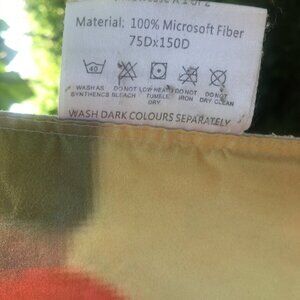 Material: 100% Microsoft Fiber
75Dx150D
40
WASH AS DO NOT LOW HEAT DO NOT DO NOT
SYNTHENCS BLEACH TUMBLE IRON DRY CLEAN
DRY
WASH DARK COLOURS SEPARATELY